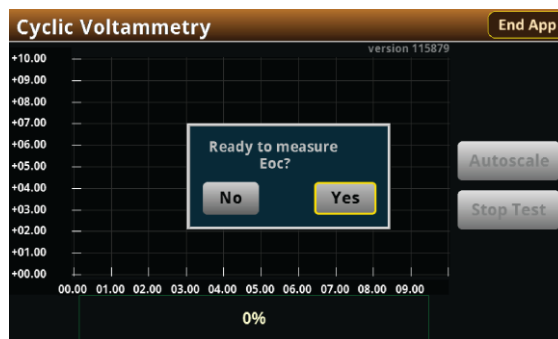 Cyclic Voltammetry
End App
version 115879
+10.00
+09.00
+08.00
+07.00
+06.00
+05.00
+04.00
+03.00
+02.00
+01.00
+00.00
Ready to measure
Eoc?
No Yes
Autoscale
Stop Test
00.00 01.00 02.00 03.00 04.00 05.00 06.00 07.00 08.00 09.00
0%